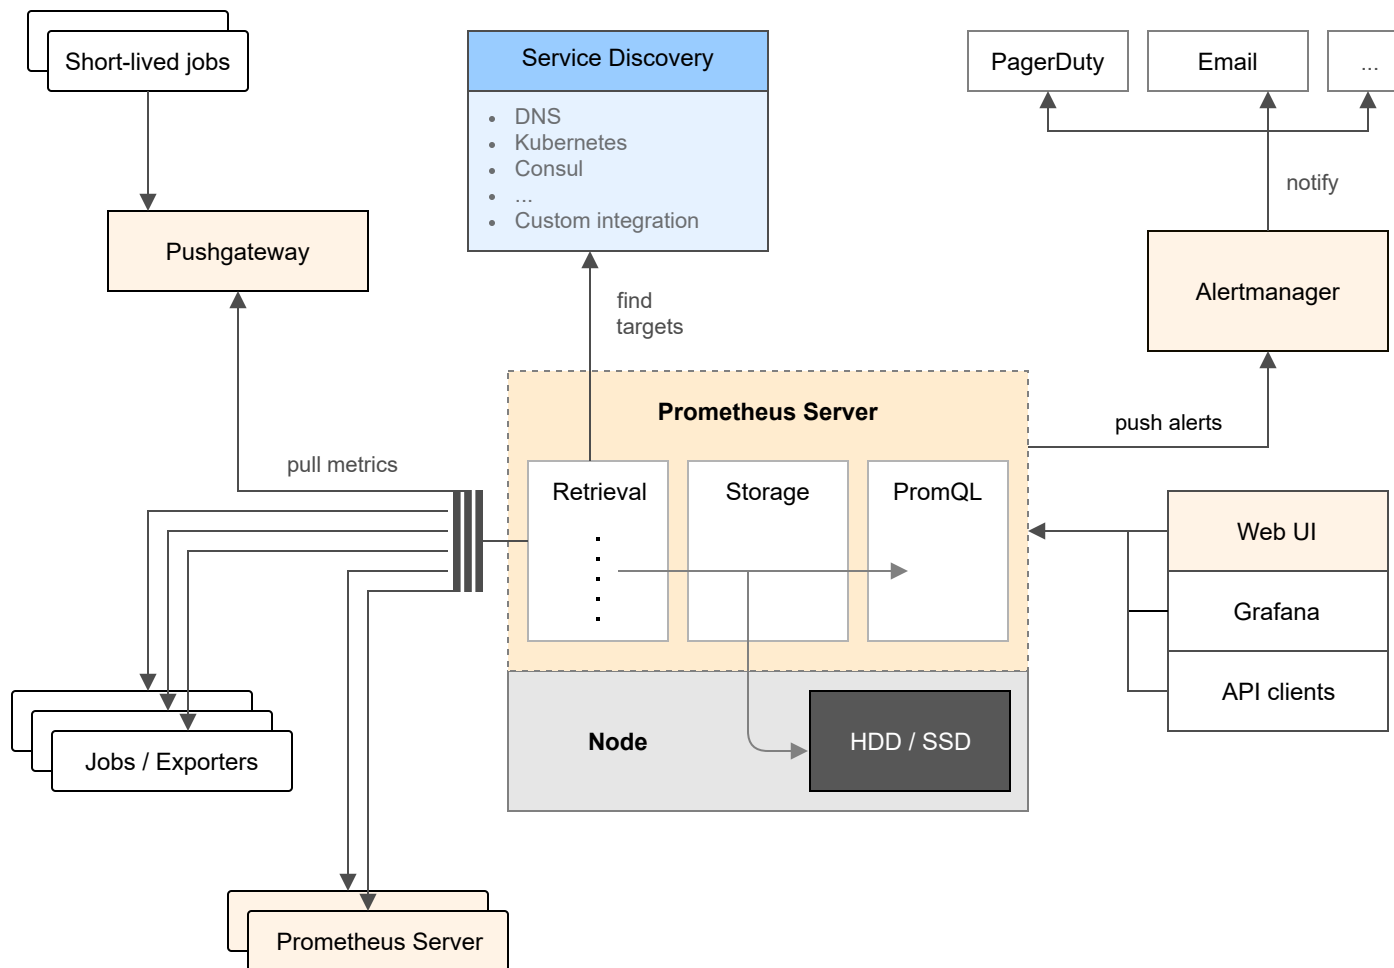 Short-lived jobs
Service Discovery
• DNS
• Kubernetes
• Consul
• ...
• Custom integration
PagerDuty
Email
...
notify
Pushgateway
Alertmanager
find
targets
Prometheus Server
push alerts
pull metrics
Retrieval
Storage
PromQL
Web UI
Grafana
API clients
Node
HDD / SSD
Jobs / Exporters
Prometheus Server